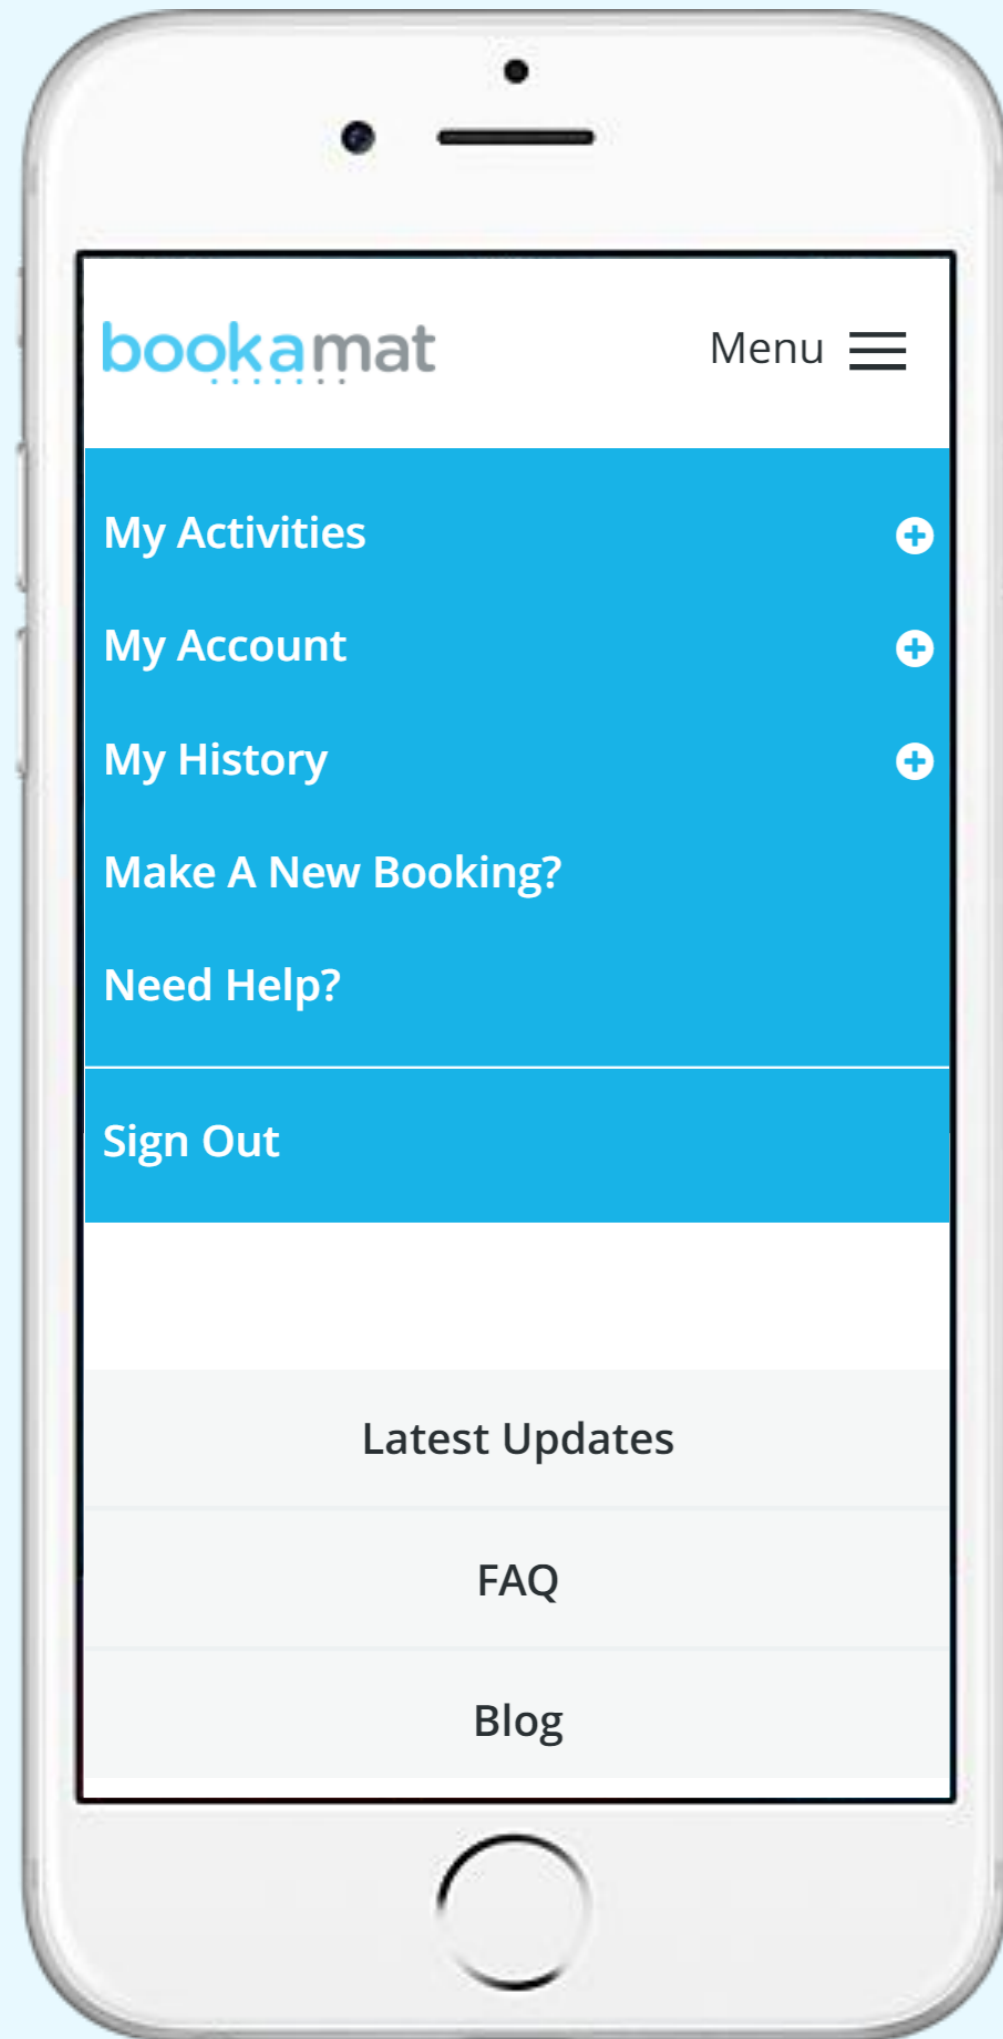 bookamat
Menu
My Activities
My Account
My History
Make A New Booking?
Need Help?
Sign Out
Latest Updates
FAQ
Blog